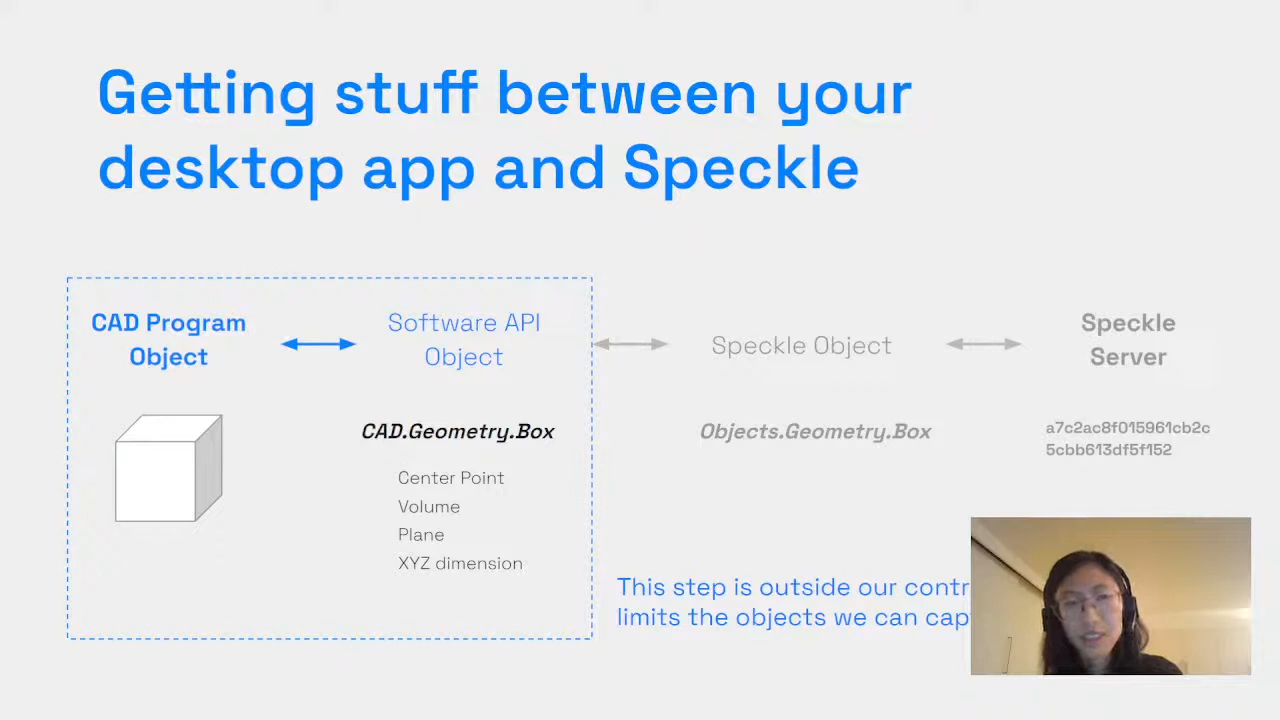 Getting stuff between your
desktop app and Speckle
CAD Program
Object
Software API
Object
Speckle Object
Speckle
Server
CAD.Geometry.Box
Objects.Geometry.Box
a7c2ac8f015961cb2c
5cbb613df5f152
Center Point
Volume
Plane
XYZ dimension
This step is outside our
limits the objects we can